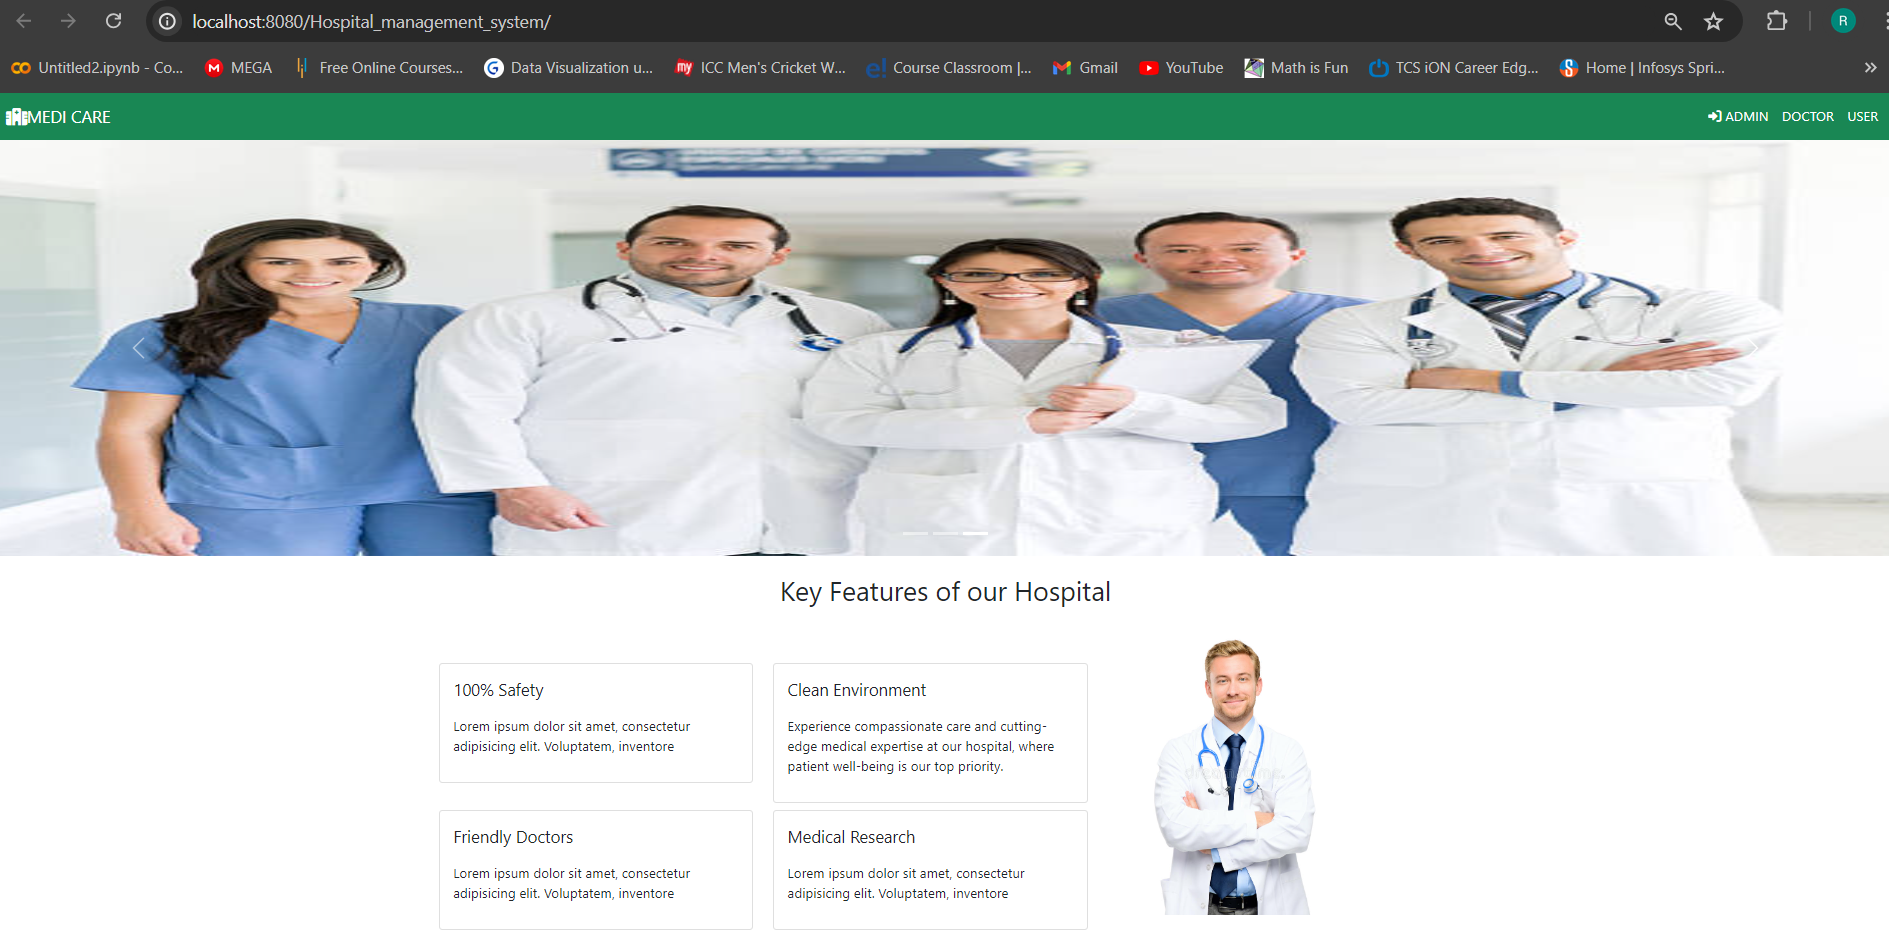 localhost:8080/Hospital_management_system/
R
Untitled2.ipynb - Co...
MEGA
Free Online Courses...
Data Visualization u...
my ICC Men's Cricket W...
e! Course Classroom |...
Gmail
YouTube
Math is Fun
TCS iON Career Edg...
Home | Infosys Spri...
MEDI CARE
ADMIN DOCTOR USER
Key Features of our Hospital
100% Safety
Lorem ipsum dolor sit amet, consectetur
adipisicing elit. Voluptatem, inventore
Clean Environment
Experience compassionate care and cutting-
edge medical expertise at our hospital, where
patient well-being is our top priority.
Friendly Doctors
Lorem ipsum dolor sit amet, consectetur
adipisicing elit. Voluptatem, inventore
Medical Research
Lorem ipsum dolor sit amet, consectetur
adipisicing elit. Voluptatem, inventore